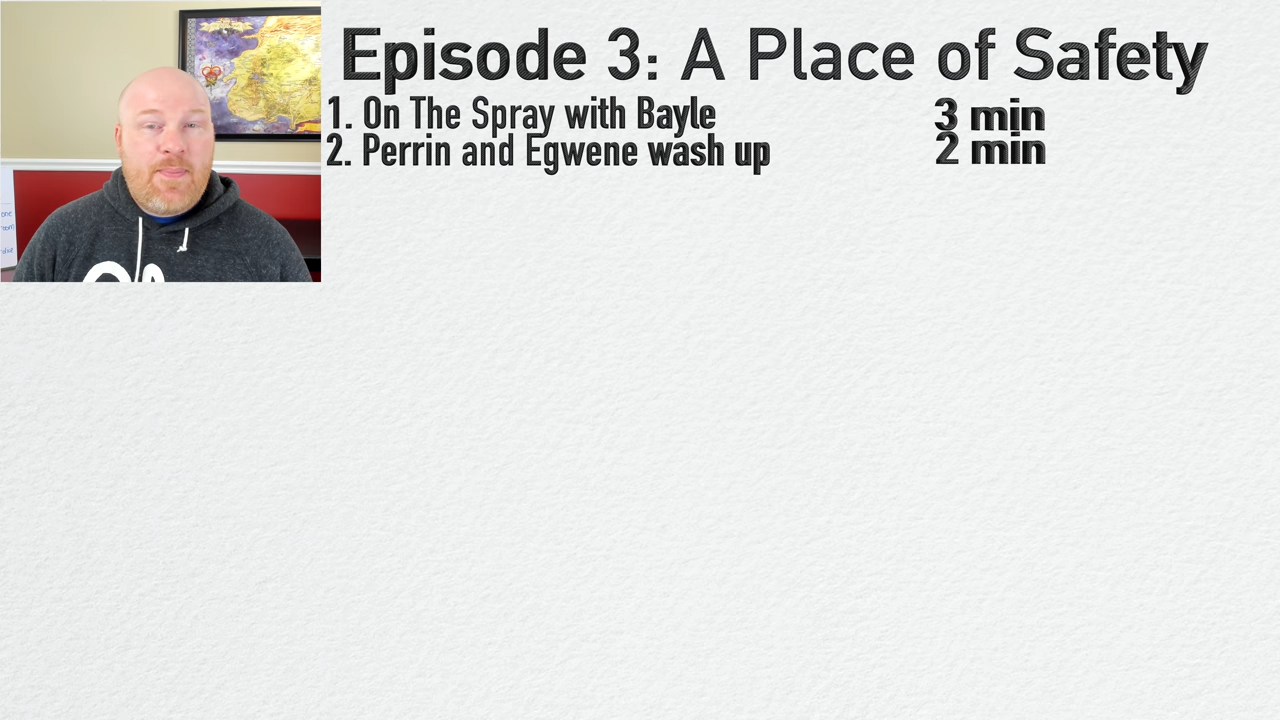 Episode 3: A Place of Safety
1. On The Spray with Bayle 3 min
2. Perrin and Egwene wash up 2 min